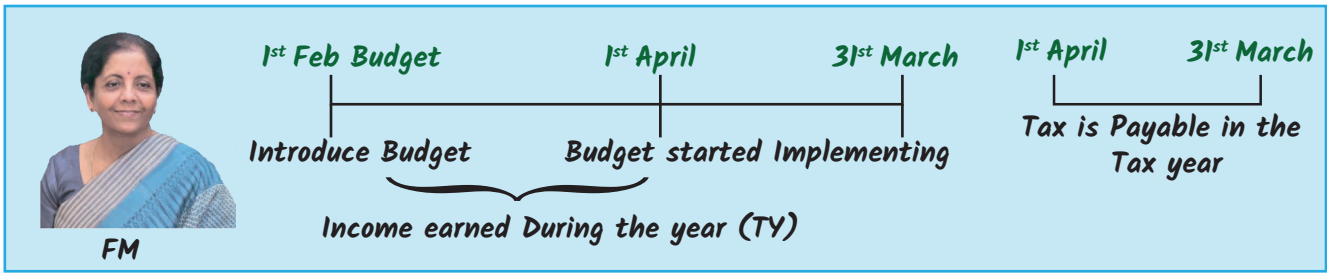 1st Feb Budget 1st April 31st March
1st April 31st March
Introduce Budget Budget started Implementing
Tax is Payable in the
Tax year
Income earned During the year (TY)
FM